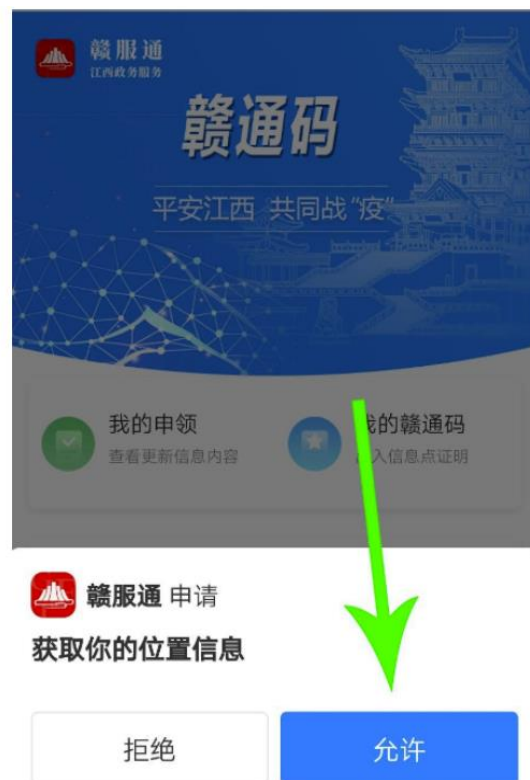 赣服通
江西政务服务
赣通码
平安江西 共同战“疫”
我的申领
查看更新信息内容
的赣通码
入信息点证明
赣服通 申请
获取你的位置信息
拒绝
允许